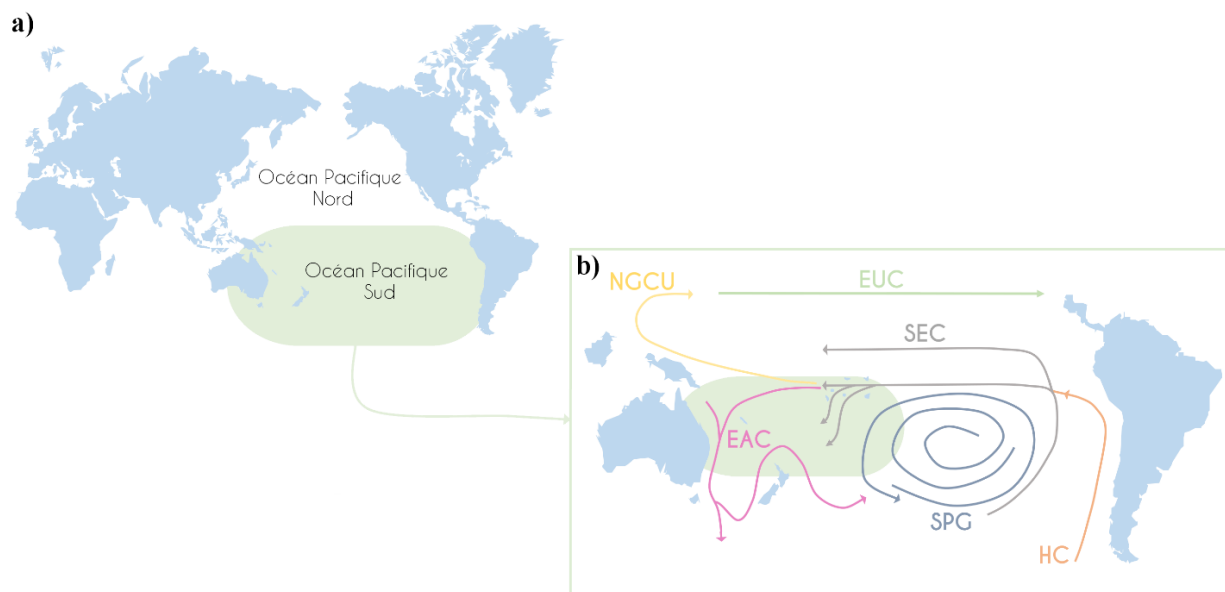 a)
Océan Pacifique
Nord
Océan Pacifique
Sud
b)
NGCU
EUC
SEC
EAC
SPG
HC